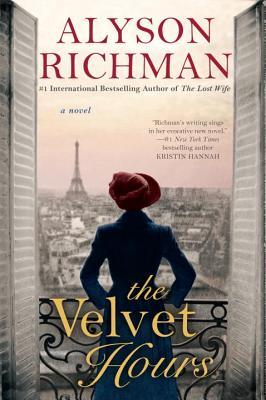 ALYSON
RICHMAN
#1 International Bestselling Author of The Lost Wife
a novel
"Richman's writing sings
in her evocative new novel."
—#1 New York Times
bestselling author
KRISTIN HANNAH
the
Velvet
Hours